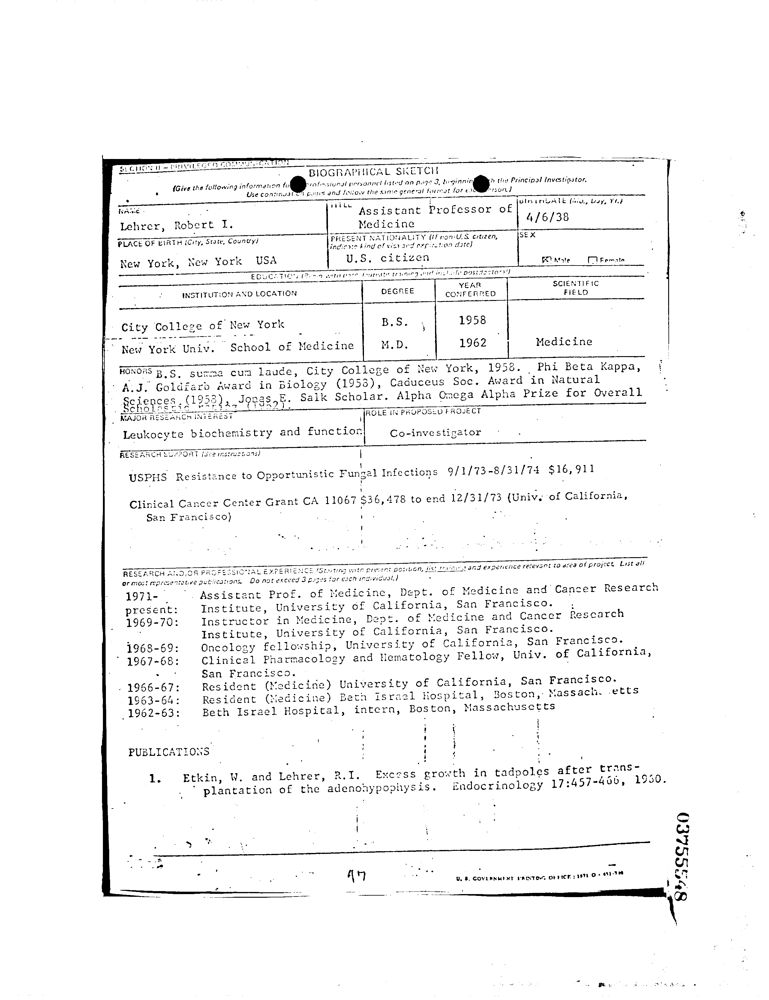 SECTION II — PRIVILEGED COMMUNICATION
BIOGRAPHICAL SKETCH
(Give the following information for professional personnel listed on page 3, beginning with the Principal Investigator.
Use continuation pages and follow the same general format for each person.)
NAME
TITLE
BIRTHDATE (Mo., Day, Yr.)
Lehrer, Robert I.
Assistant Professor of
Medicine
4/6/38
PLACE OF BIRTH (City, State, Country)
PRESENT NATIONALITY (If non-U.S. citizen,
indicate kind of visa and expiration date)
SEX
New York, New York USA
U.S. citizen
Male Female
EDUCATION
INSTITUTION AND LOCATION
DEGREE
YEAR
CONFERRED
SCIENTIFIC
FIELD
City College of New York
B.S.
1958
New York Univ. School of Medicine
M.D.
1962
Medicine
HONORS B.S. summa cum laude, City College of New York, 1958. Phi Beta Kappa,
A.J. Goldfarb Award in Biology (1958), Caduceus Soc. Award in Natural
Sciences (1958), Jonas E. Salk Scholar. Alpha Omega Alpha Prize for Overall
Scholastic (1962).
MAJOR RESEARCH INTEREST
ROLE IN PROPOSED PROJECT
Leukocyte biochemistry and function
Co-investigator
RESEARCH SUPPORT (See instructions)
USPHS Resistance to Opportunistic Fungal Infections 9/1/73-8/31/74 $16,911
Clinical Cancer Center Grant CA 11067 $36,478 to end 12/31/73 (Univ. of California,
San Francisco)
RESEARCH AND/OR PROFESSIONAL EXPERIENCE (Starting with present position, list training and experience relevant to area of project. List all
or most representative publications. Do not exceed 3 pages for each individual.)
1971- Assistant Prof. of Medicine, Dept. of Medicine and Cancer Research
present: Institute, University of California, San Francisco.
1969-70: Instructor in Medicine, Dept. of Medicine and Cancer Research
Institute, University of California, San Francisco.
1968-69: Oncology fellowship, University of California, San Francisco.
1967-68: Clinical Pharmacology and Hematology Fellow, Univ. of California,
San Francisco.
1966-67: Resident (Medicine) University of California, San Francisco.
1963-64: Resident (Medicine) Beth Israel Hospital, Boston, Massach etts
1962-63: Beth Israel Hospital, intern, Boston, Massachusetts
PUBLICATIONS
1. Etkin, W. and Lehrer, R.I. Excess growth in tadpoles after trans-
plantation of the adenohypophysis. Endocrinology 17:457-466, 1960.
47
U. S. GOVERNMENT PRINTING OFFICE : 1971 O
03755548